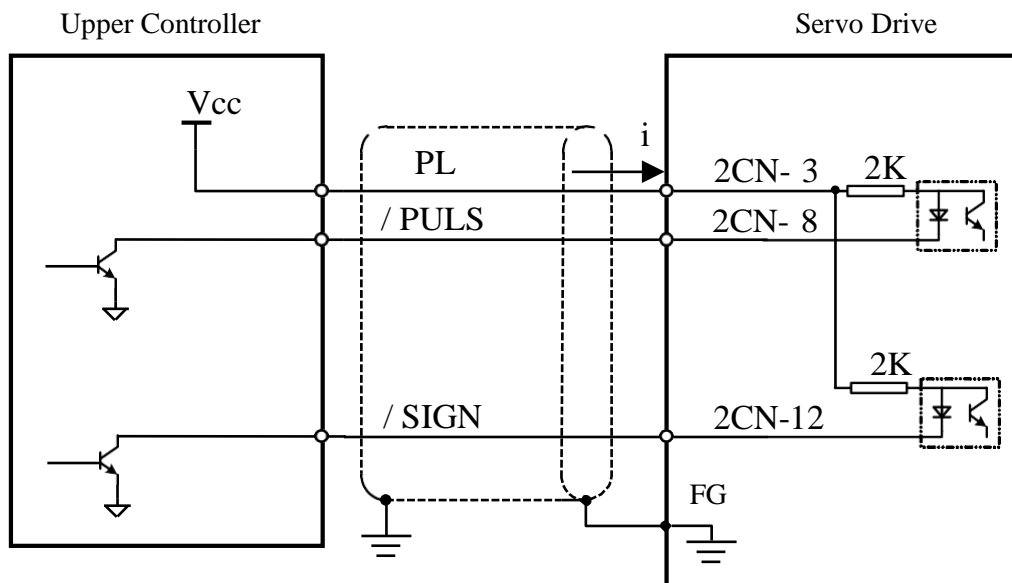 Upper Controller
Servo Drive
Vcc
i
PL
2CN- 3
2K
/ PULS
2CN- 8
2K
/ SIGN
2CN-12
FG